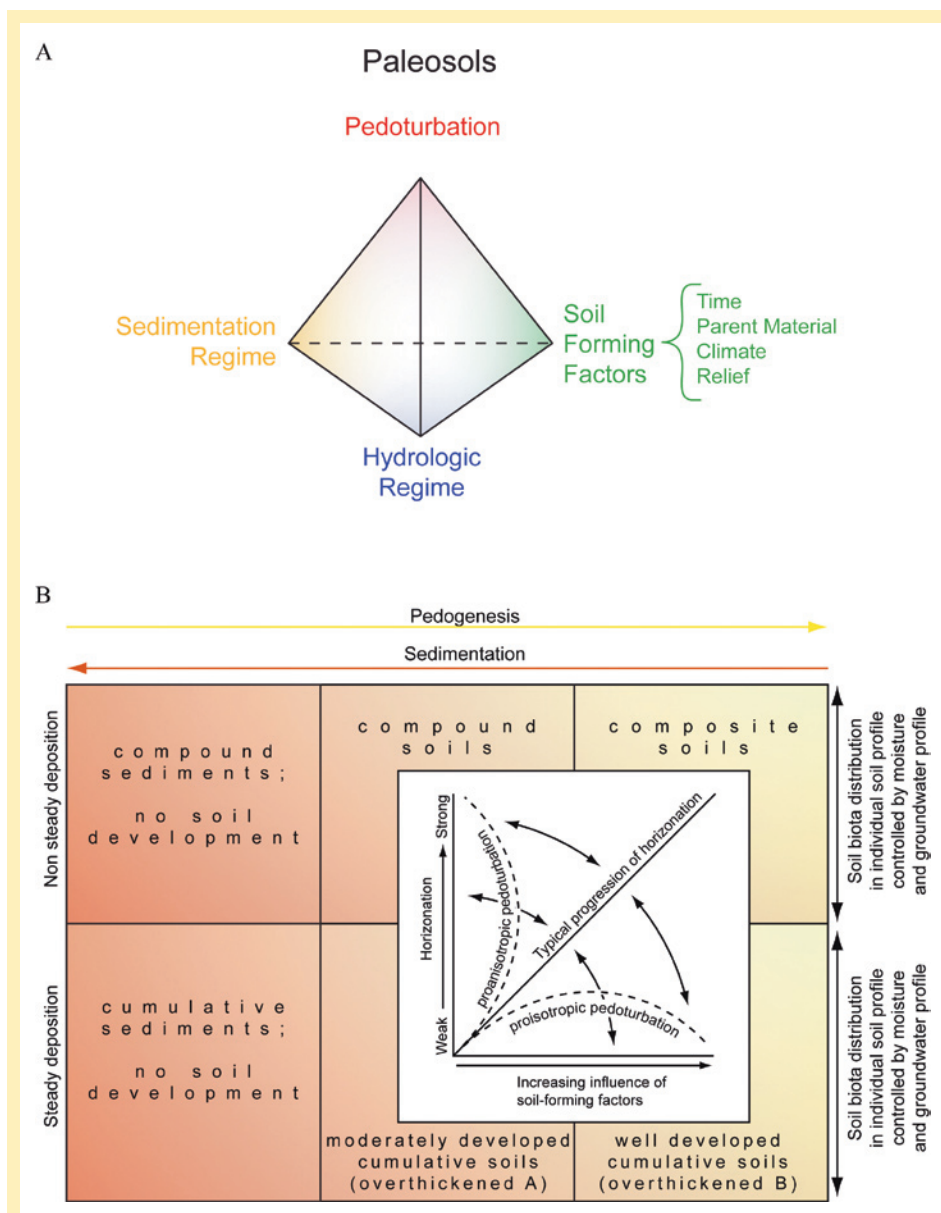 A
Paleosols
Pedoturbation
Sedimentation
Regime
Soil
Forming
Factors
Time
Parent Material
Climate
Relief
Hydrologic
Regime
B
Pedogenesis
Sedimentation
Non steady deposition
compound
sediments;
no soil
development
compound
soils
composite
soils
Soil biota distribution
in individual soil profile
controlled by moisture
and groundwater profile
Strong
Horizonation
Weak
proanisotropic pedoturbation
Typical progression of horizonation
proisotropic pedoturbation
Increasing influence of
soil-forming factors
Steady deposition
cumulative
sediments;
no soil
development
moderately developed
cumulative soils
(overthickened A)
well developed
cumulative soils
(overthickened B)
Soil biota distribution
in individual soil profile
controlled by moisture
and groundwater profile